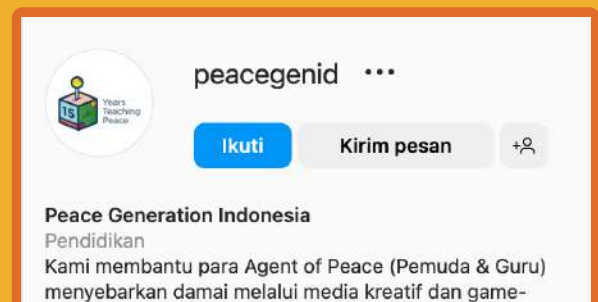 peacegenid
15
Years
Teaching
Peace
Ikuti
Kirim pesan
Peace Generation Indonesia
Pendidikan
Kami membantu para Agent of Peace (Pemuda & Guru)
menyebarkan damai melalui media kreatif dan game-